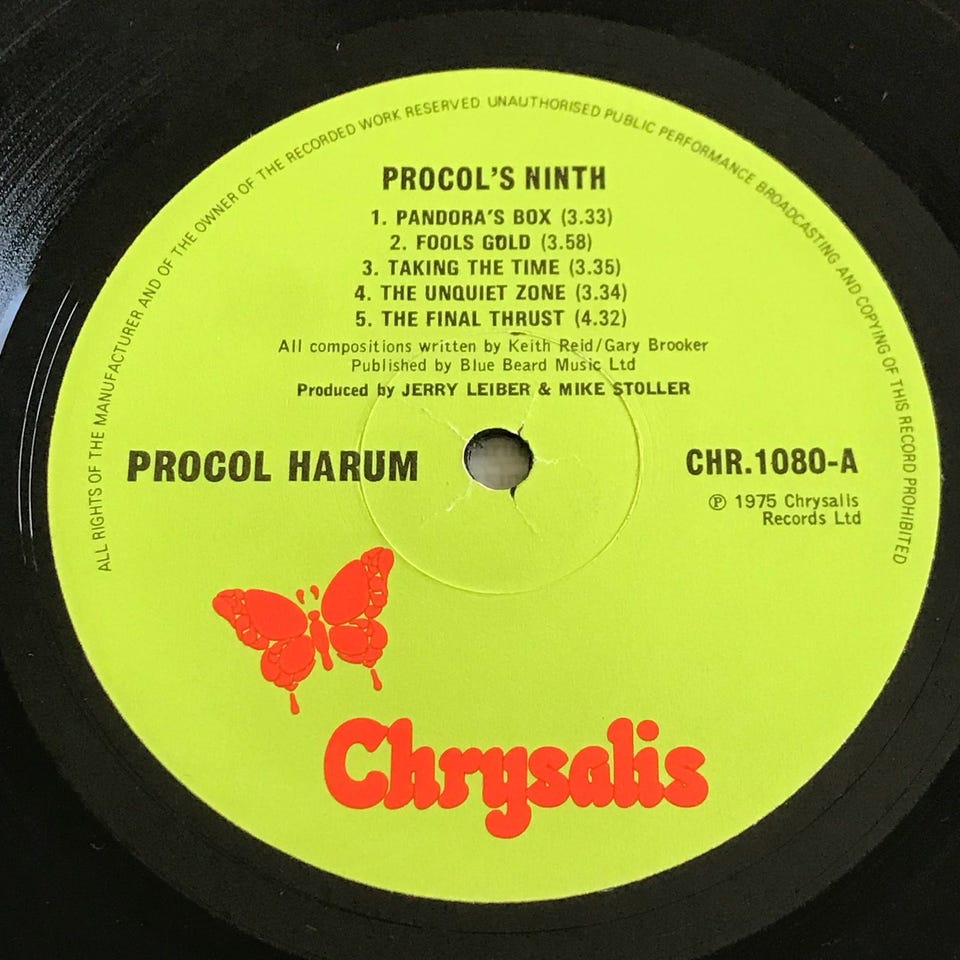 ALL RIGHTS OF THE MANUFACTURER AND OF THE OWNER OF THE RECORDED WORK RESERVED UNAUTHORISED PUBLIC PERFORMANCE BROADCASTING AND COPYING OF THIS RECORD PROHIBITED
PROCOL'S NINTH
1. PANDORA'S BOX (3.33)
2. FOOLS GOLD (3.58)
3. TAKING THE TIME (3.35)
4. THE UNQUIET ZONE (3.34)
5. THE FINAL THRUST (4.32)
All compositions written by Keith Reid/Gary Brooker
Published by Blue Beard Music Ltd
Produced by JERRY LEIBER & MIKE STOLLER
PROCOL HARUM
CHR.1080-A
℗ 1975 Chrysalis
Records Ltd
Chrysalis